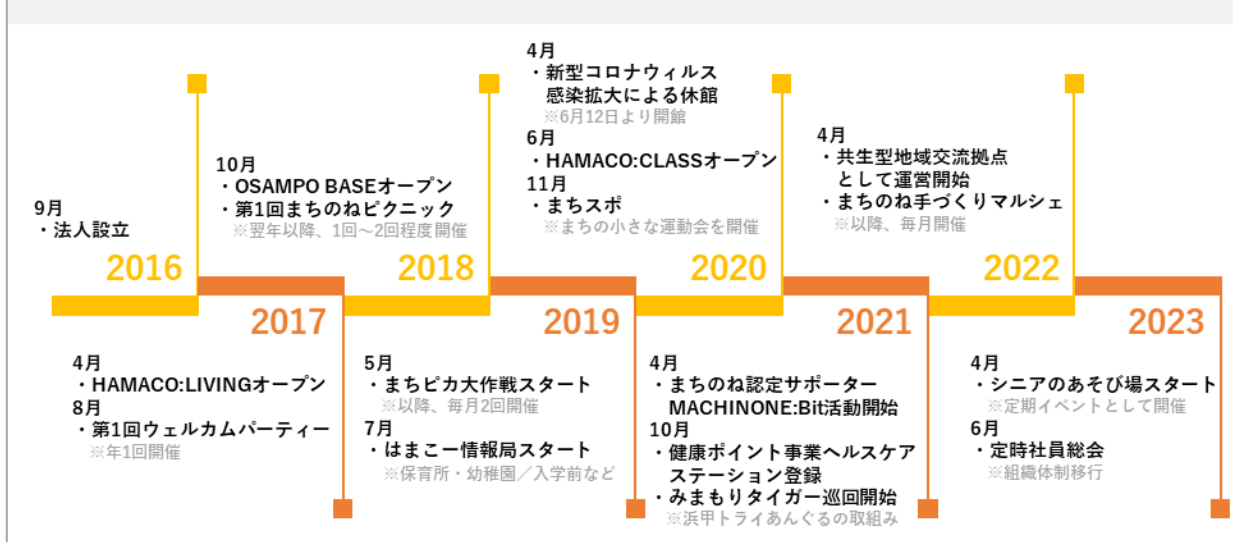 9月
・法人設立
2016
4月
・HAMACO:LIVINGオープン
8月
・第1回ウェルカムパーティー
※年1回開催
2017
10月
・OSAMPO BASEオープン
・第1回まちのねピクニック
※翌年以降、1回～2回程度開催
2018
5月
・まちピカ大作戦スタート
※以降、毎月2回開催
7月
・はまこー情報局スタート
※保育所・幼稚園／入学前など
2019
4月
・新型コロナウィルス
感染拡大による休館
※6月12日より開館
6月
・HAMACO:CLASSオープン
11月
・まちスポ
※まちの小さな運動会を開催
2020
4月
・まちのね認定サポーター
MACHINONE:Bit活動開始
10月
・健康ポイント事業ヘルスケア
ステーション登録
・みまもりタイガー巡回開始
※浜甲トライあんぐるの取組み
2021
4月
・共生型地域交流拠点
として運営開始
・まちのね手づくりマルシェ
※以降、毎月開催
2022
4月
・シニアのあそび場スタート
※定期イベントとして開催
6月
・定時社員総会
※組織体制移行
2023